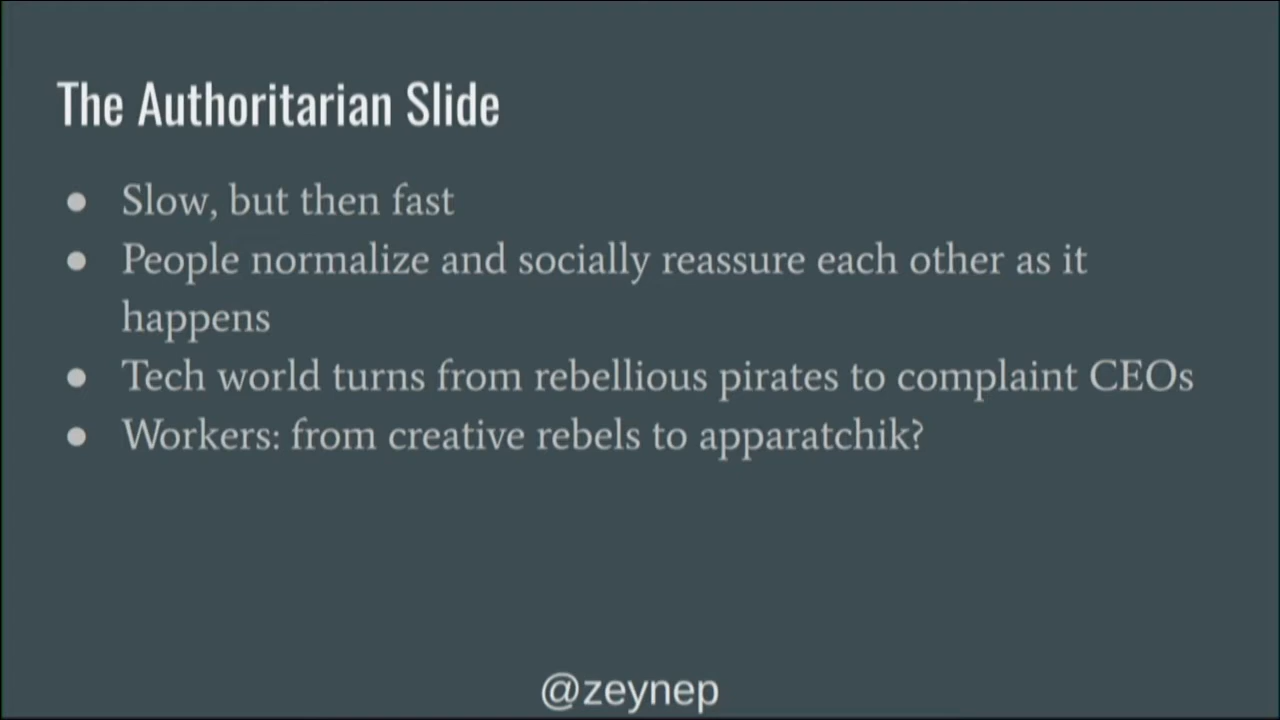 The Authoritarian Slide
● Slow, but then fast
● People normalize and socially reassure each other as it
happens
● Tech world turns from rebellious pirates to complaint CEOs
● Workers: from creative rebels to apparatchik?
@zeynep